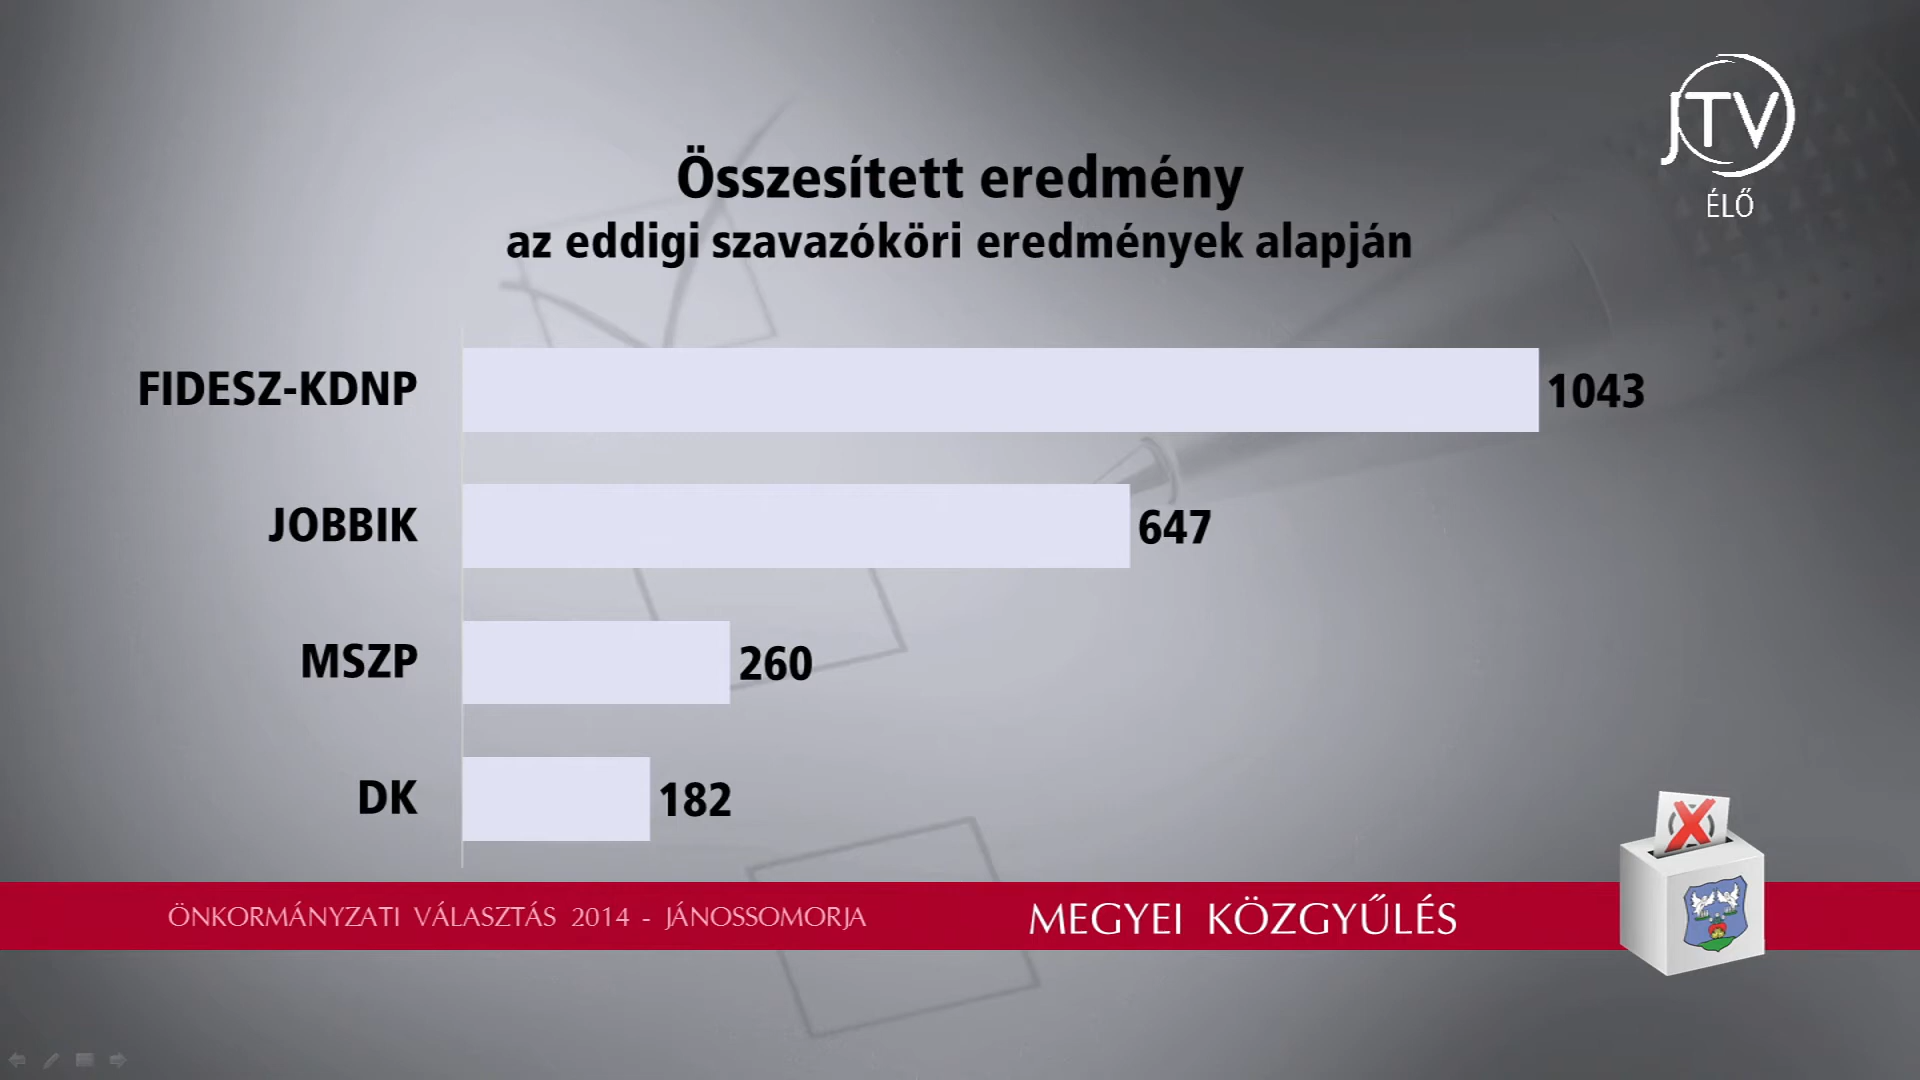 JTV
ÉLŐ
Összesített eredmény
az eddigi szavazóköri eredmények alapján
FIDESZ-KDNP 1043
JOBBIK 647
MSZP 260
DK 182
ÖNKORMÁNYZATI VÁLASZTÁS 2014 - JÁNOSSOMORJA
MEGYEI KÖZGYŰLÉS